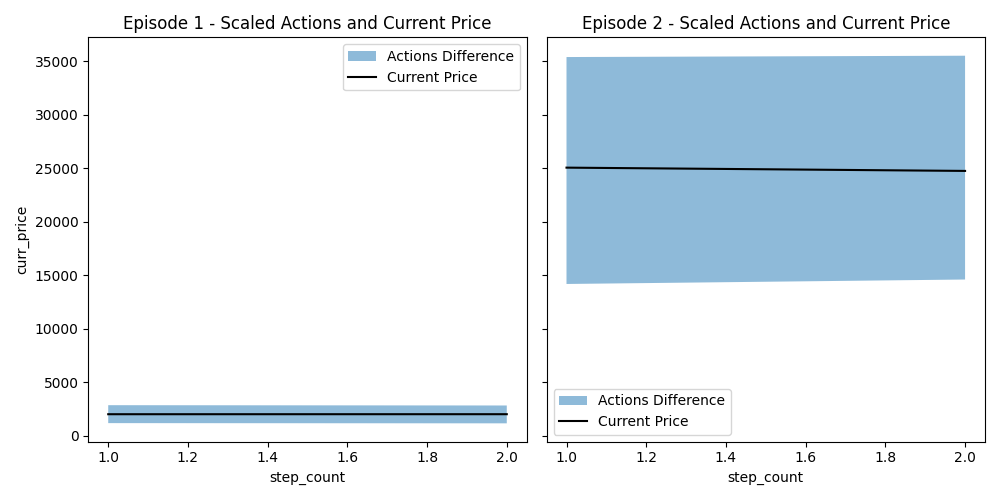 Episode 1 - Scaled Actions and Current Price
Actions Difference
Current Price
35000
30000
25000
20000
15000
10000
5000
0
curr_price
1.0 1.2 1.4 1.6 1.8 2.0
step_count
Episode 2 - Scaled Actions and Current Price
Actions Difference
Current Price
1.0 1.2 1.4 1.6 1.8 2.0
step_count